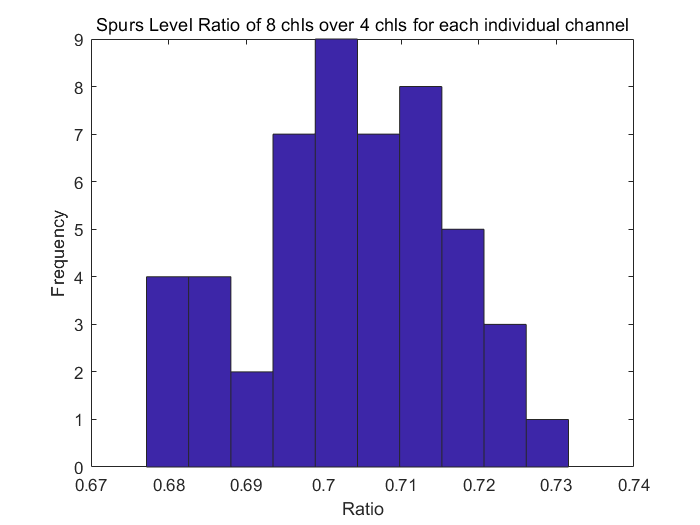 Spurs Level Ratio of 8 chls over 4 chls for each individual channel
9
8
7
6
5
4
3
2
1
0
Frequency
0.67 0.68 0.69 0.7 0.71 0.72 0.73 0.74
Ratio